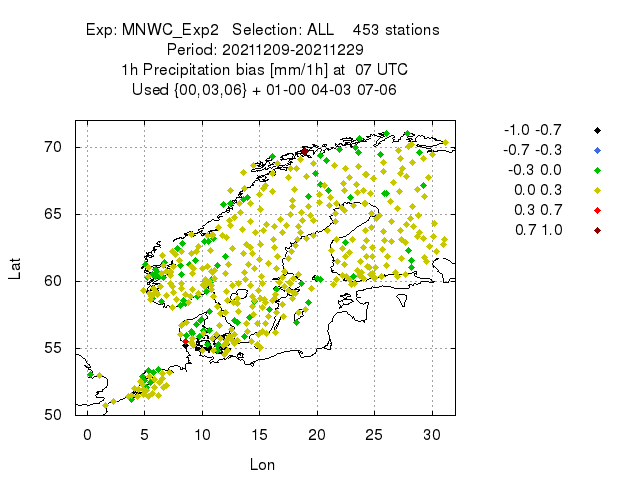 Exp: MNWC_Exp2 Selection: ALL 453 stations
Period: 20211209-20211229
1h Precipitation bias [mm/1h] at 07 UTC
Used {00,03,06} + 01-00 04-03 07-06
-1.0 -0.7
-0.7 -0.3
-0.3 0.0
0.0 0.3
0.3 0.7
0.7 1.0
70
65
60
55
50
Lat
0 5 10 15 20 25 30
Lon